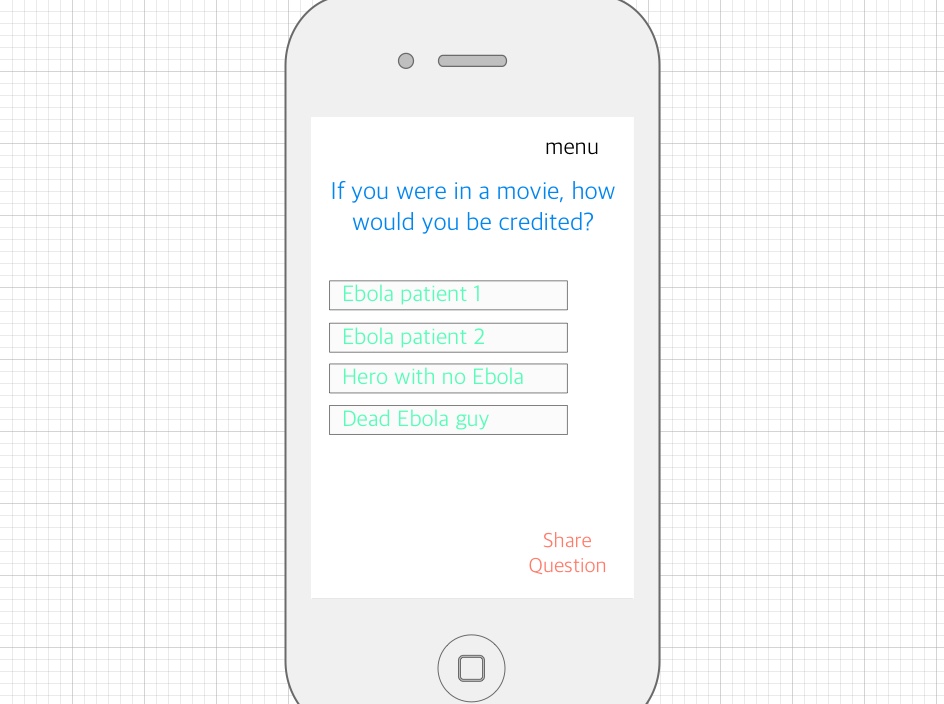 menu
If you were in a movie, how
would you be credited?
Ebola patient 1
Ebola patient 2
Hero with no Ebola
Dead Ebola guy
Share
Question